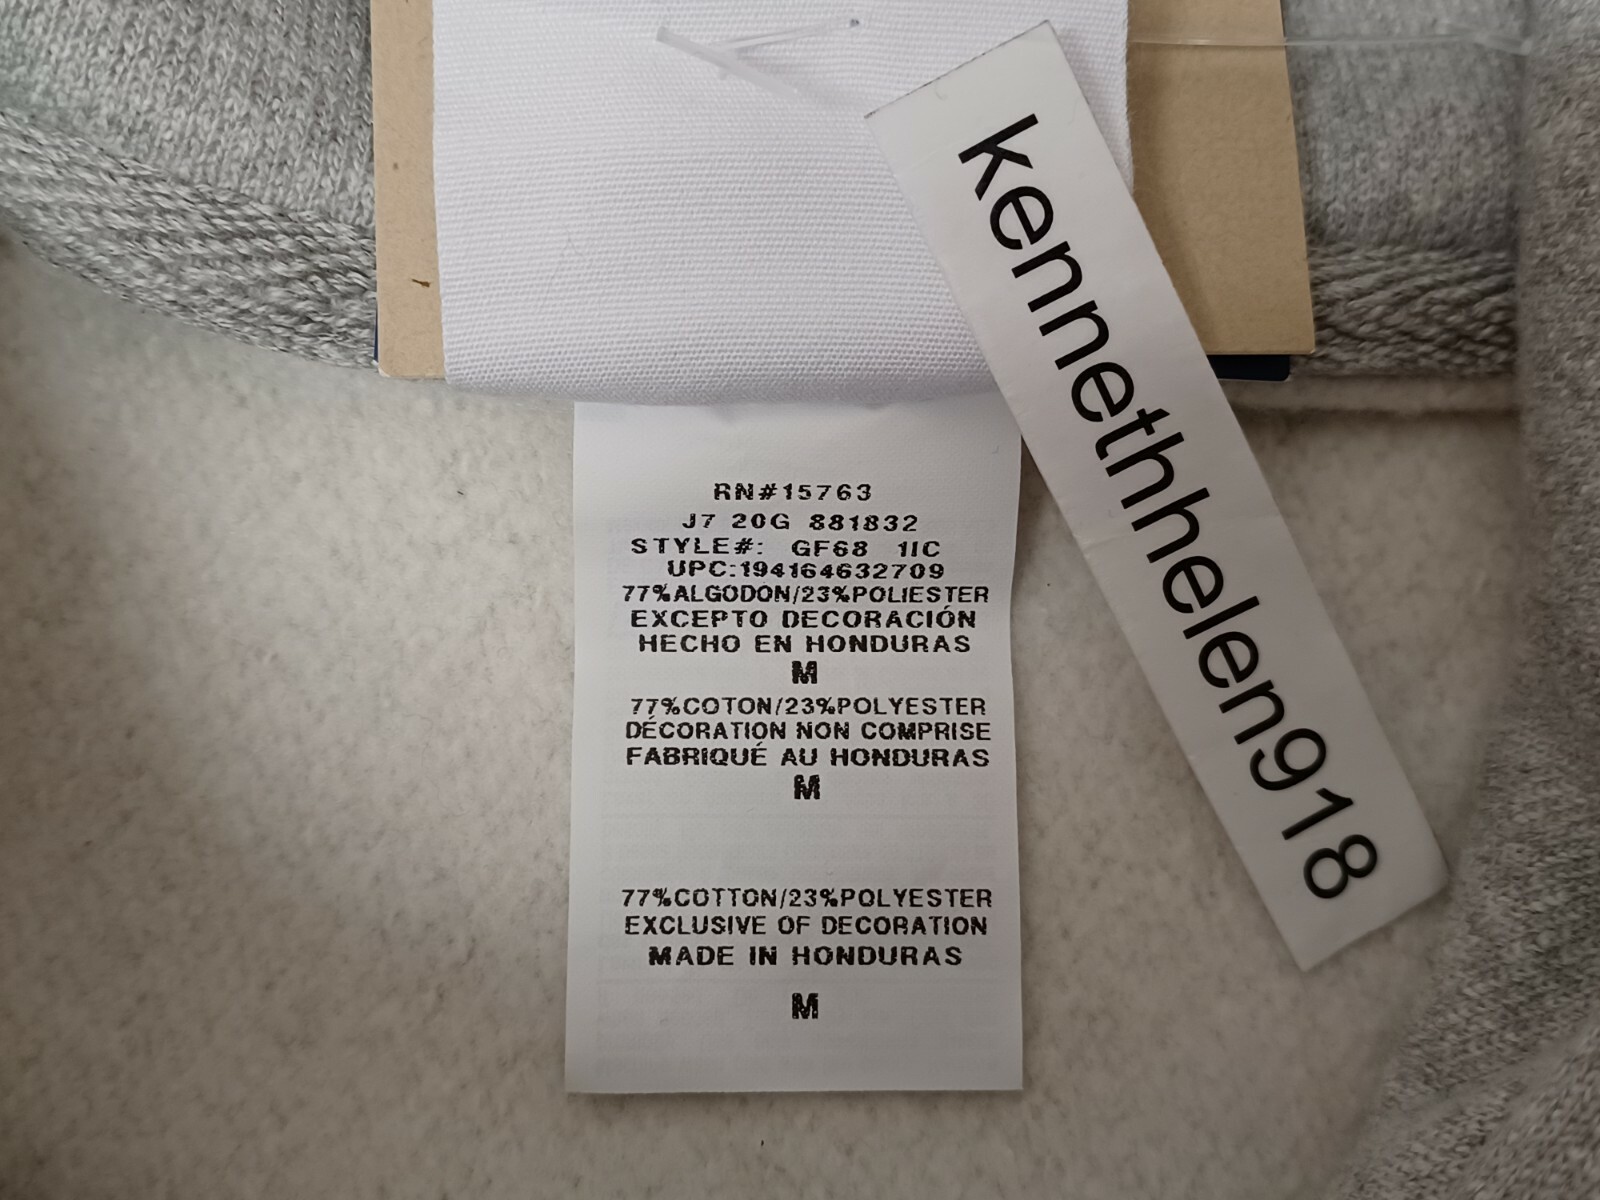 kennethhelen918
RN#15763
J7 20G 881832
STYLE#: GF68 1IC
UPC:194164632709
77%ALGODON/23%POLIESTER
EXCEPTO DECORACIÓN
HECHO EN HONDURAS
M
77%COTON/23%POLYESTER
DÉCORATION NON COMPRISE
FABRIQUÉ AU HONDURAS
M
77%COTTON/23%POLYESTER
EXCLUSIVE OF DECORATION
MADE IN HONDURAS
M